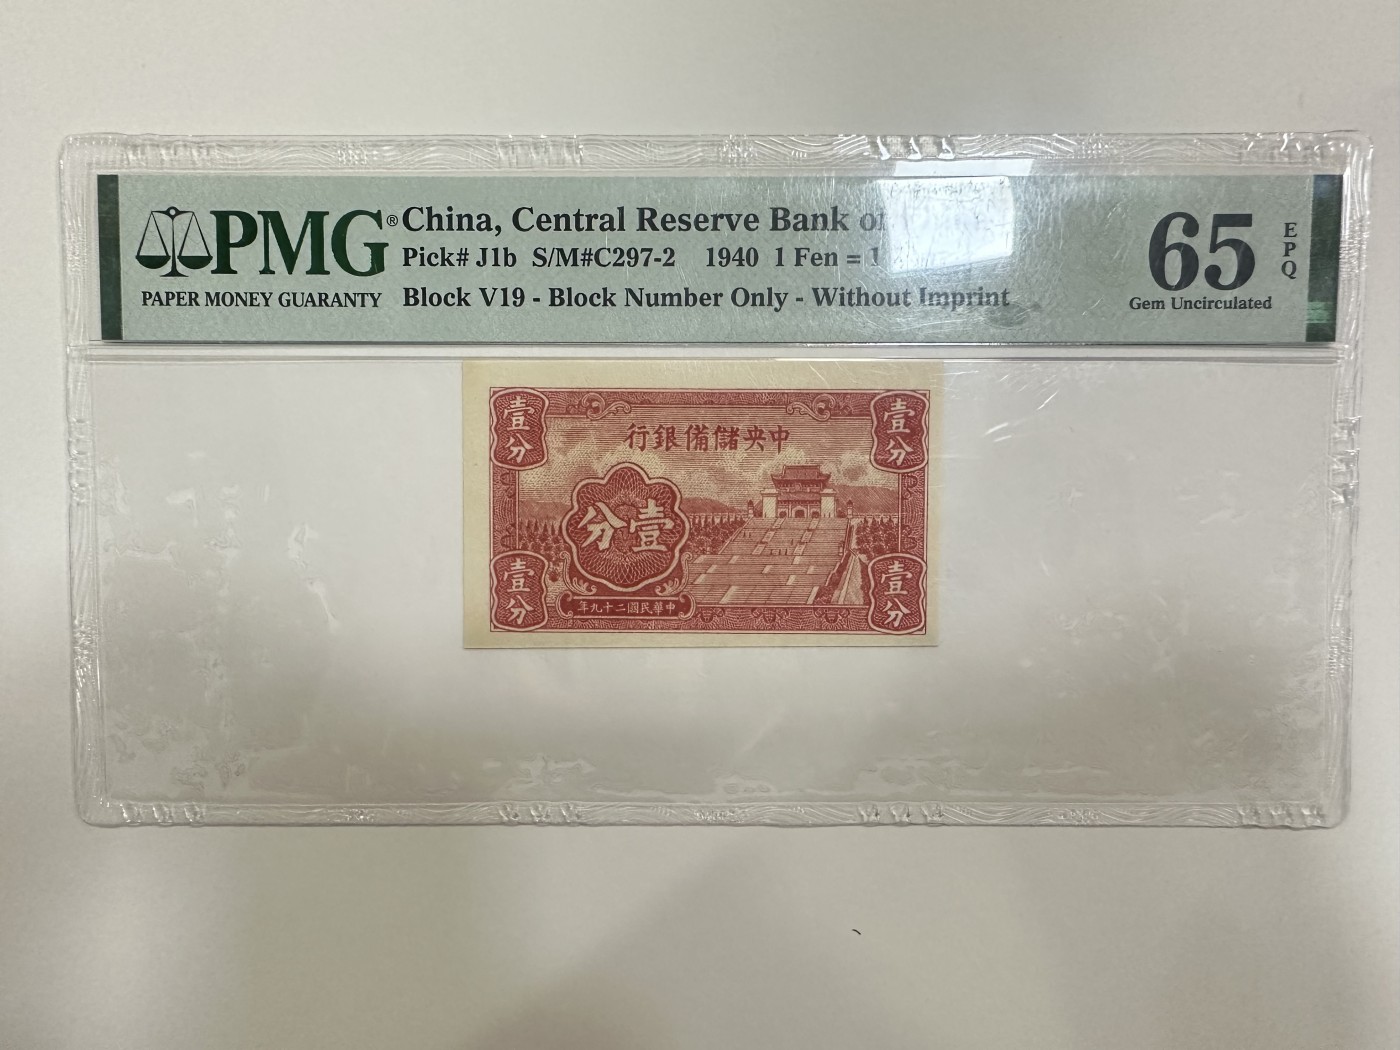 PMG®
PAPER MONEY GUARANTY
China, Central Reserve Bank of
Pick# J1b S/M#C297-2 1940 1 Fen = 1
Block V19 - Block Number Only - Without Imprint
65
EPQ
Gem Uncirculated
壹分
壹分
行銀備儲央中
分壹
壹分
壹分
年九十二國民華中